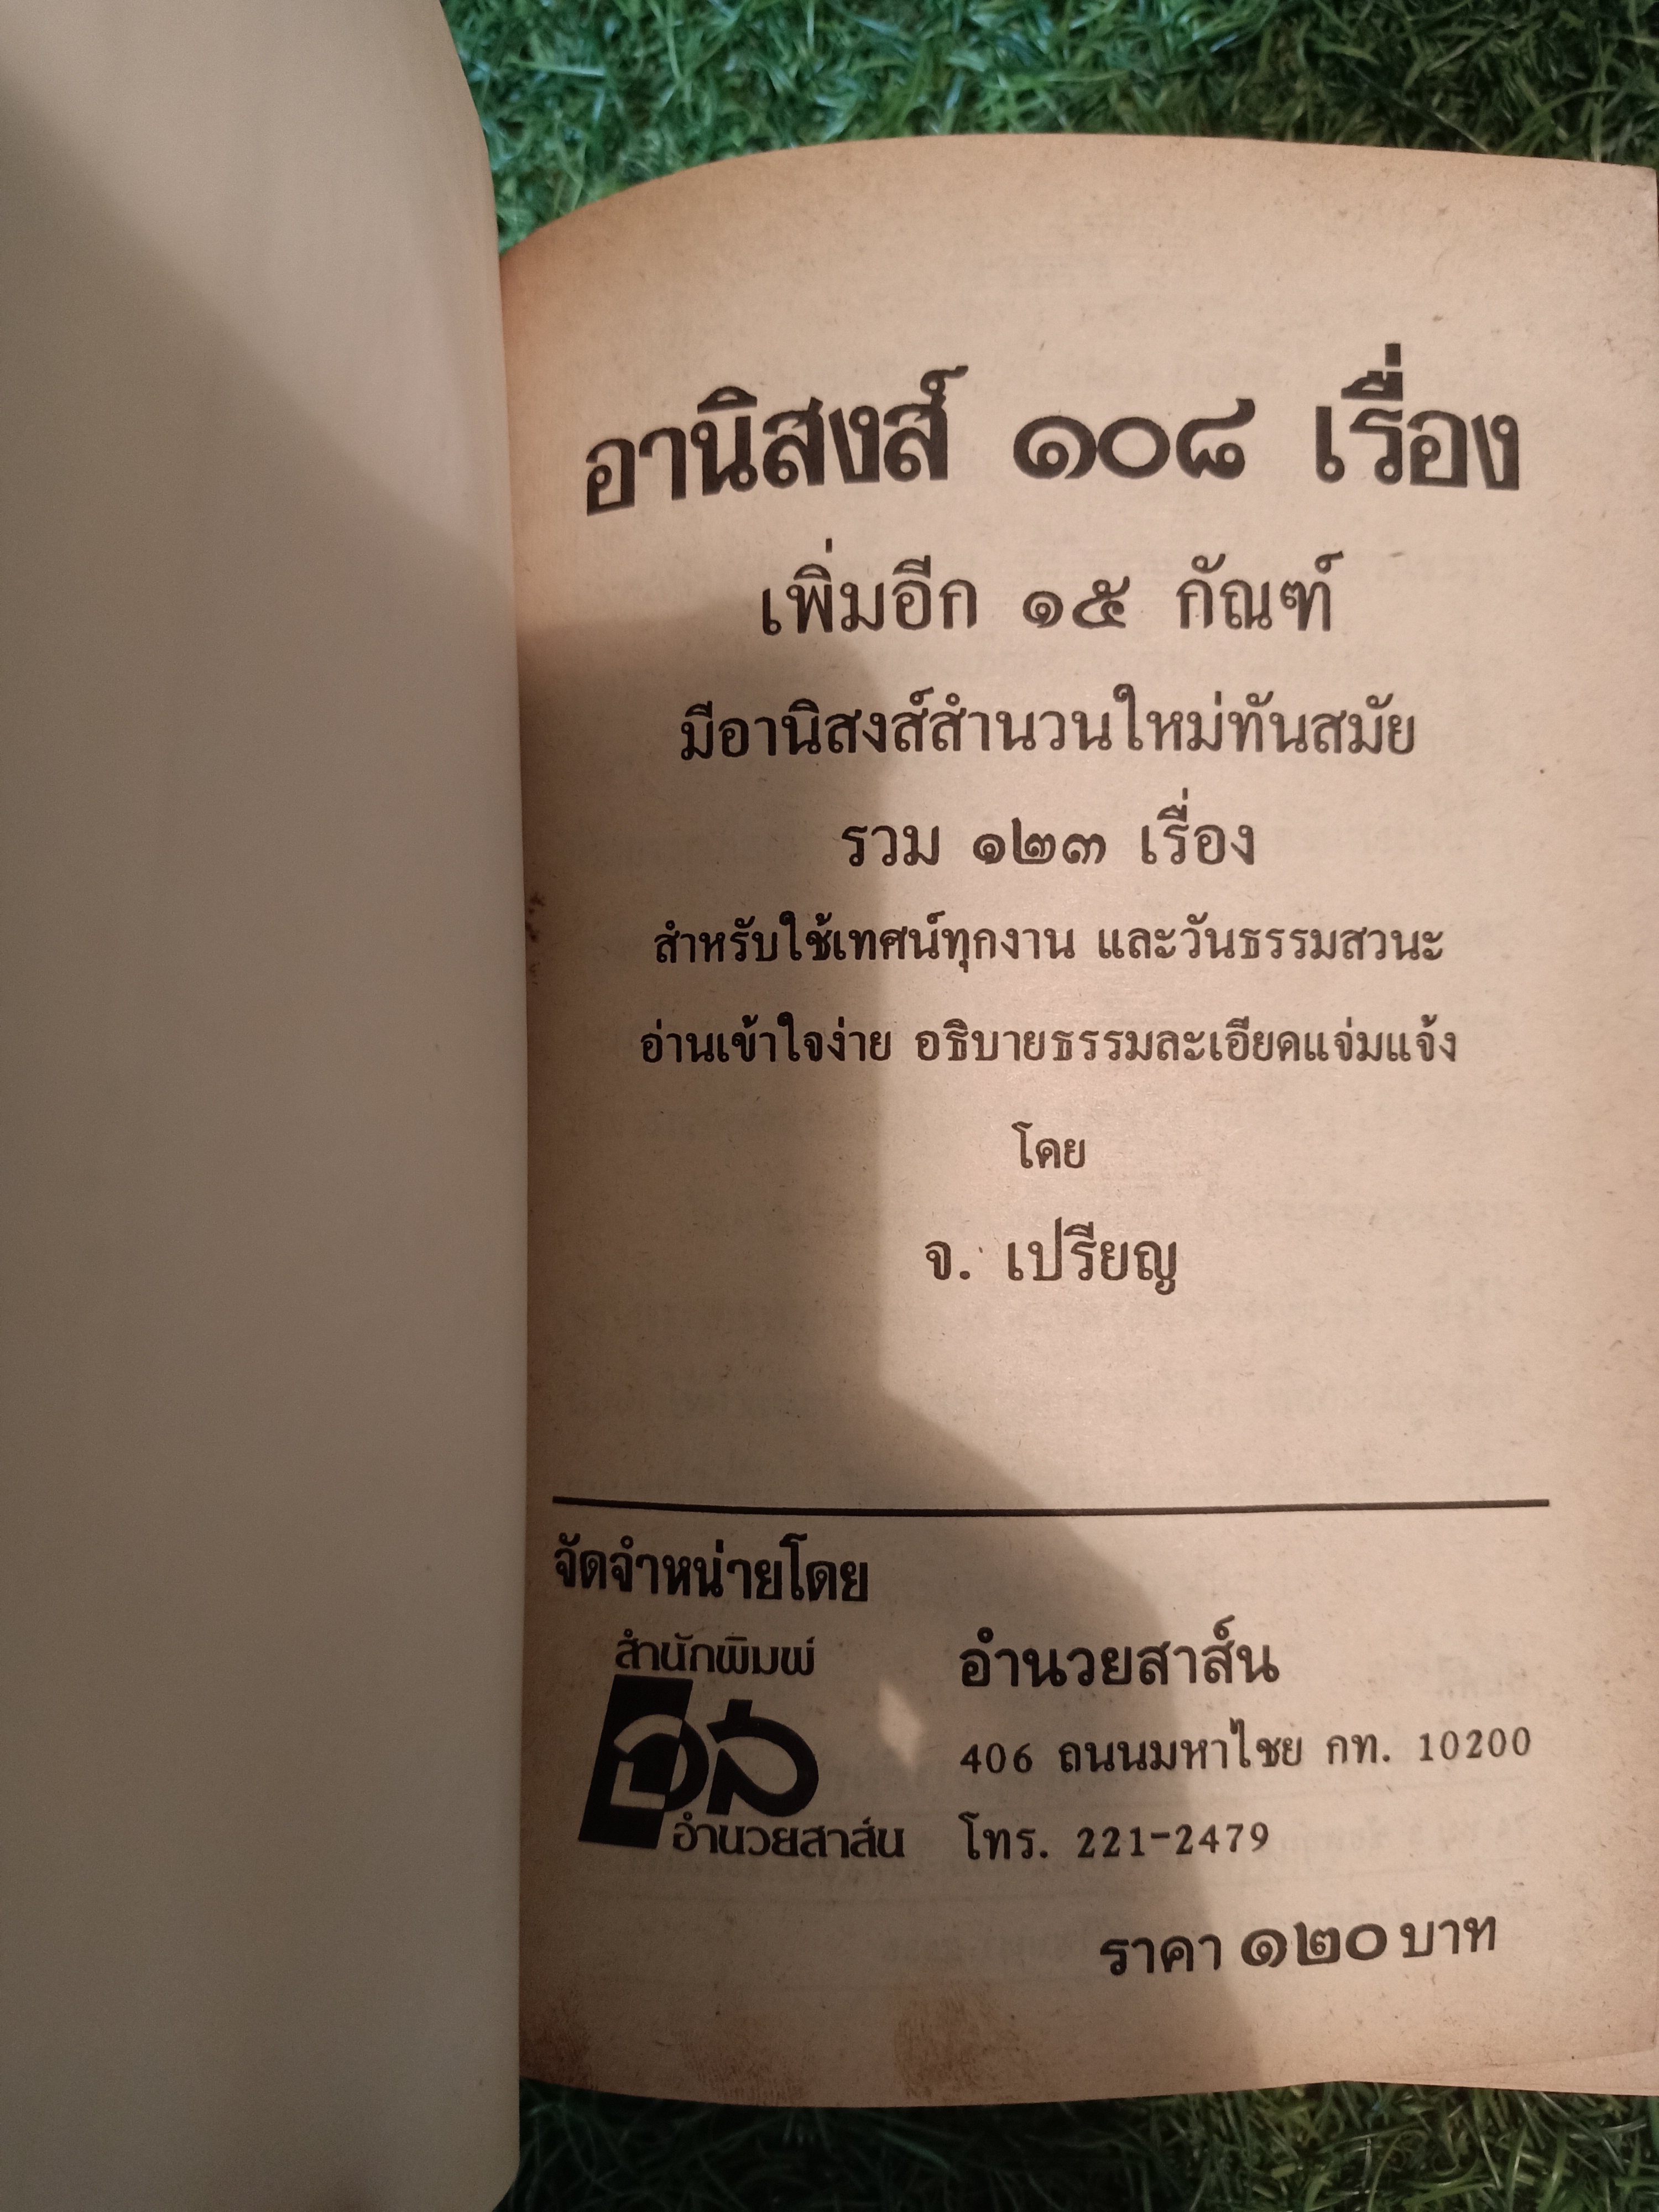 อานิสงส์ ๑๐๘ เรื่อง
เพิ่มอีก ๑๕ กัณฑ์
มีอานิสงส์สำนวนใหม่ทันสมัย
รวม ๑๒๓ เรื่อง
สำหรับใช้เทศน์ทุกงาน และวันธรรมสวนะ
อ่านเข้าใจง่าย อธิบายธรรมละเอียดแจ่มแจ้ง
โดย
จ. เปรียญ
จัดจำหน่ายโดย
สำนักพิมพ์
อส
อำนวยสาส์น
อำนวยสาส์น
406 ถนนมหาไชย กท. 10200
โทร. 221-2479
ราคา ๑๒๐ บาท